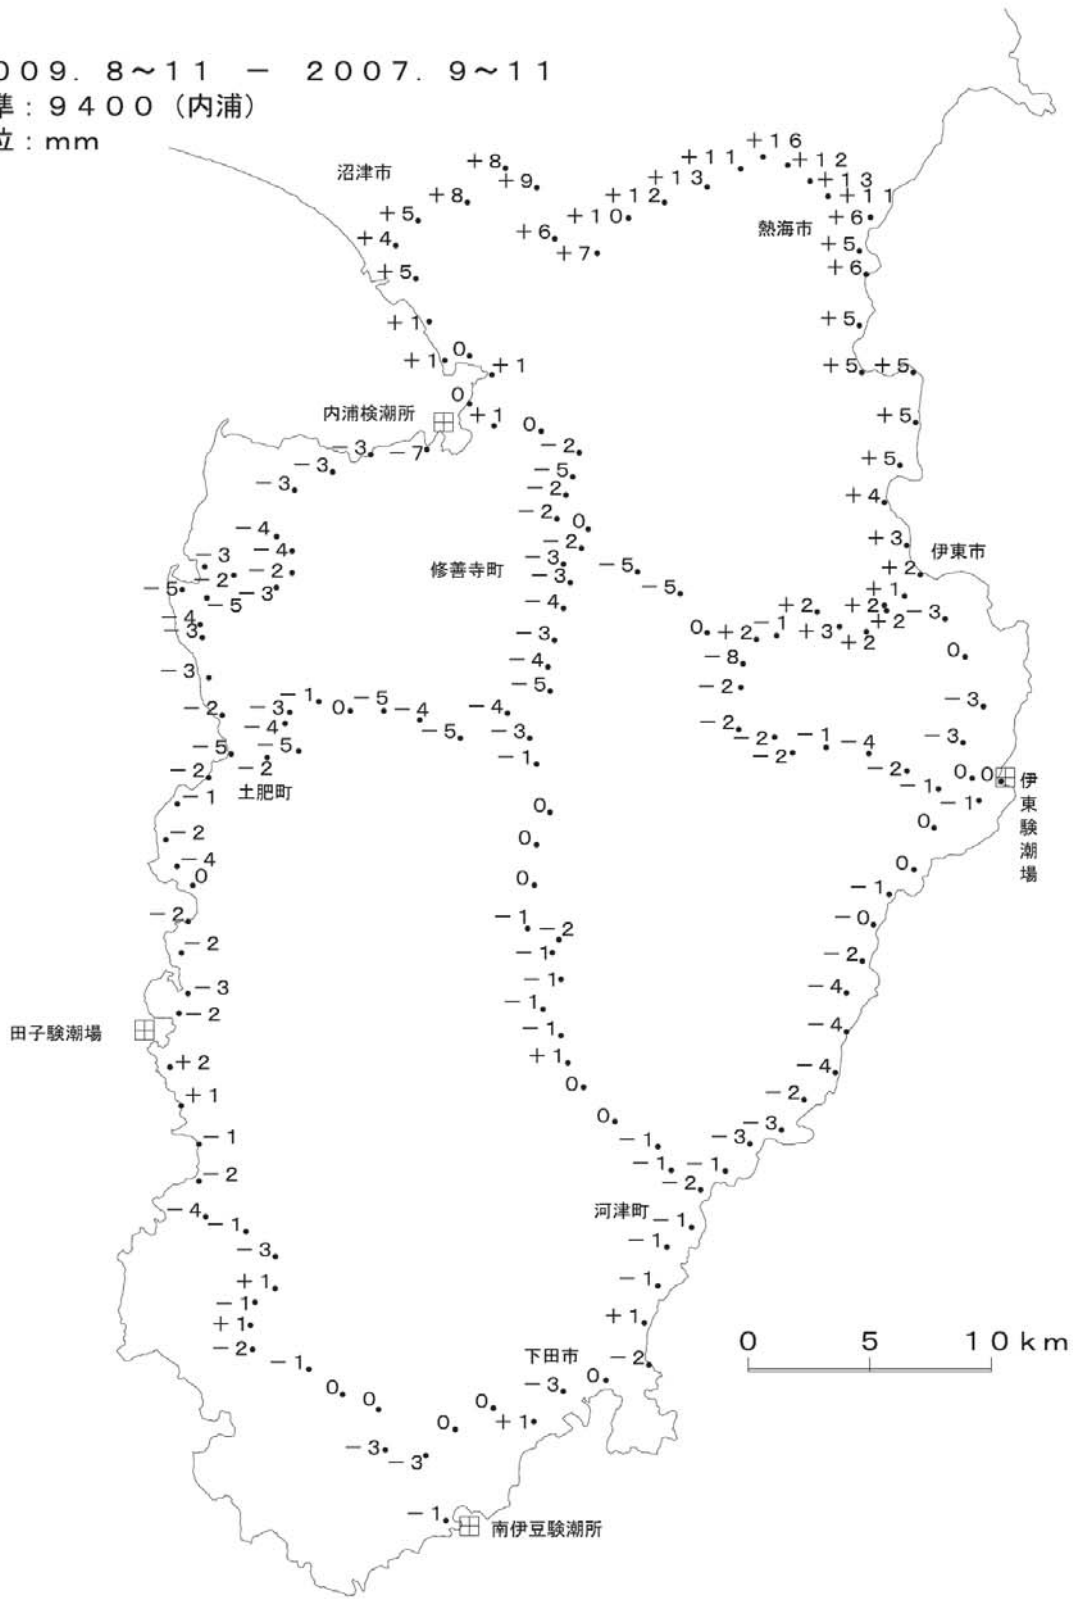 009. 8～11 － 2007. 9～11
準：9400（内浦）
位：mm
+16
+11 +12
沼津市 +8 +13 +13
+9 +12 +11
+8 +10 +6
+5 熱海市
+4 +6 +5
+7 +6
+5
+1 +5
+1 0 +1 +5 +5
0
内浦検潮所 +1 0 +5
-3 -7 -2
-3 -5 +5
-3 -2 +4
-2 0
-4 -2 +3
-3 -4 修善寺町 -3 -5 伊東市
-2 -2 -3 +2
-5 -3 -5 +1
-5 -4 +2 +2 -3
-4 0 +2 -1 +3 +2
-3 -3 +2 0
-4 -8
-3 -5 -2
-1 -5 -3
-2 -3 0 -4 -4
-4 -5 -3 -2 -2 -1 -4 -3
-5 -5 -1 -2
-2 -2 -2 0 0 伊東験潮場
土肥町 -1
-1 0 -1
-2 0 0
-4 0
0 0 -1
-2 -1 -0
-2 -2
-1 -2
-3 -1 -4
-2 -1
田子験潮場 -1 -4
+2 +1 -4
+1 0 -2
0 -3
-1 -1 -3
-2 -1 -1
-2
-4 河津町
-1 -1
-3 -1
+1 -1
-1
+1 +1 0 5 10km
-2 下田市 -2
-1
0 0 -3 0
0 0 +1
-3 -3
-1
南伊豆験潮所